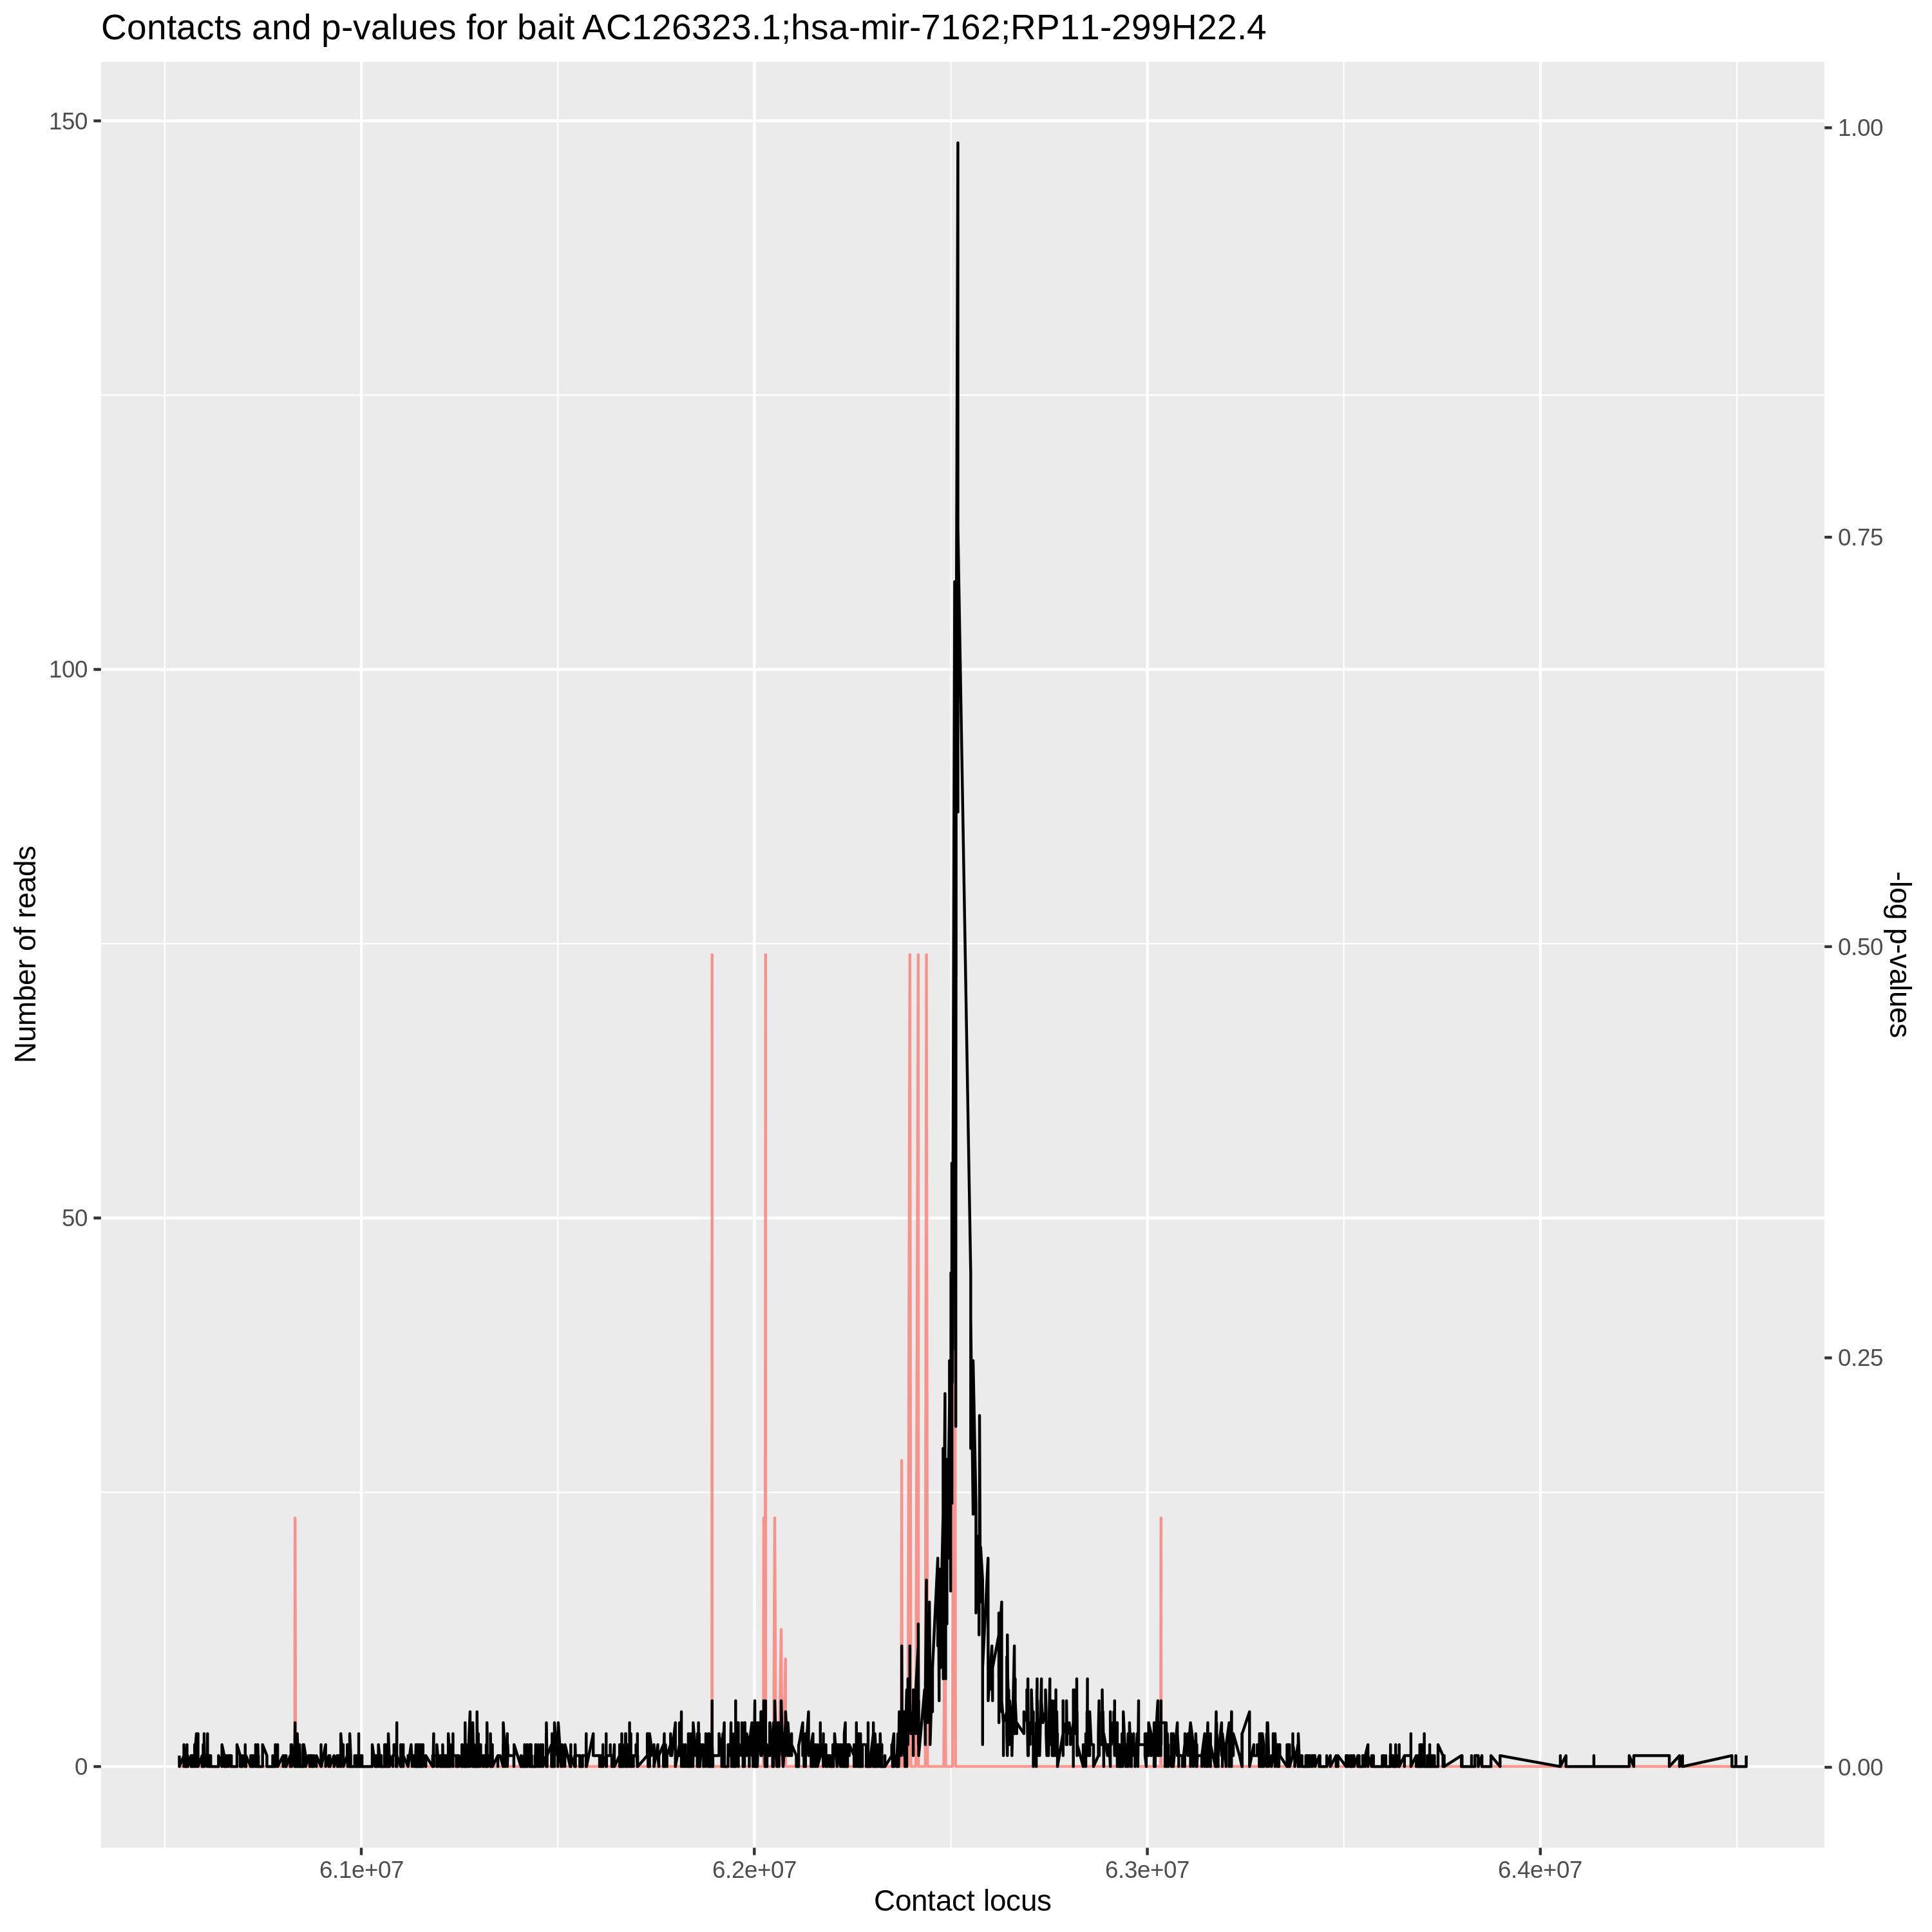 Contacts and p-values for bait AC126323.1;hsa-mir-7162;RP11-299H22.4
150
100
50
0
Number of reads
1.00
0.75
0.50
0.25
0.00
-log p-values
6.1e+07
6.2e+07
6.3e+07
6.4e+07
Contact locus